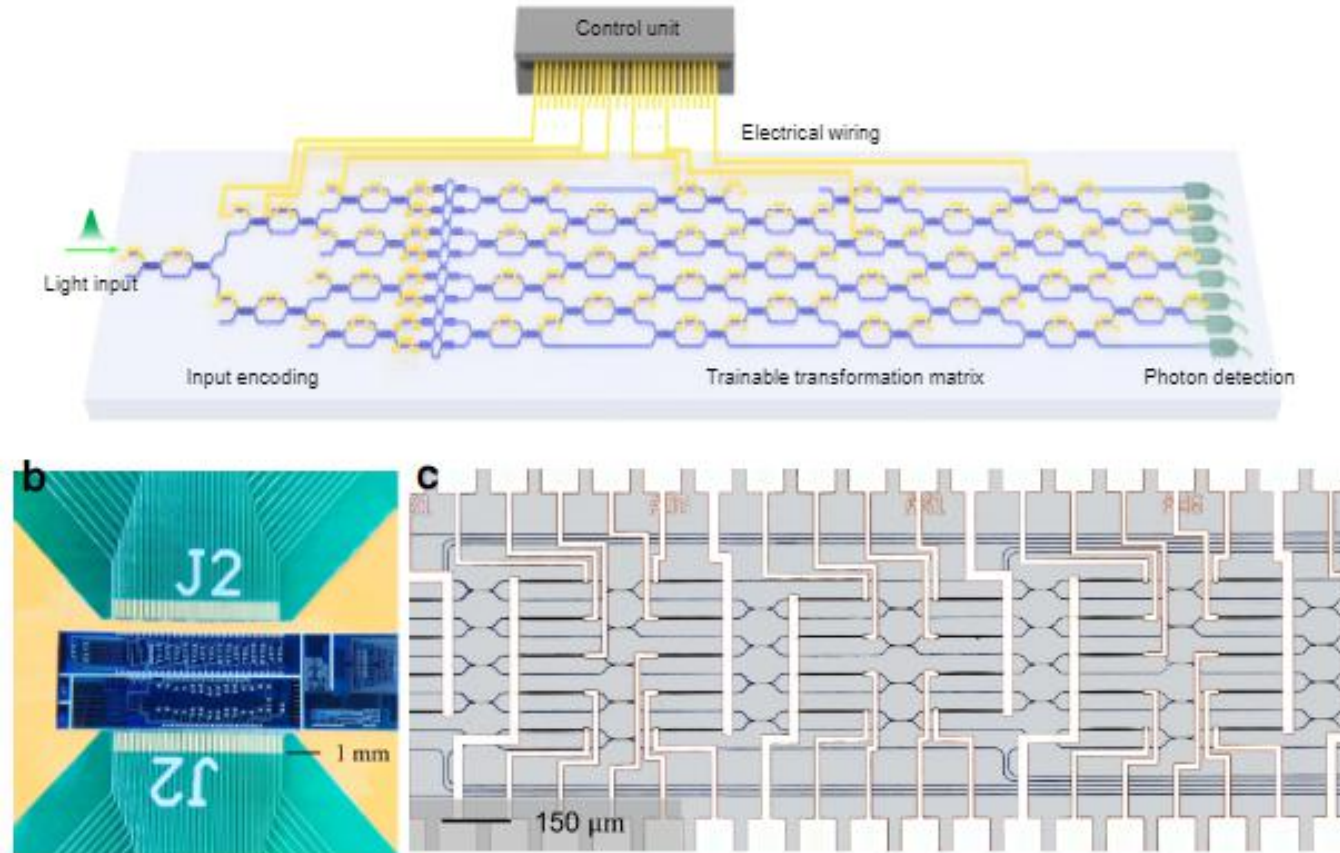 Control unit
Electrical wiring
Light input
Input encoding
Trainable transformation matrix
Photon detection
b
c
J2
J2
1 mm
150 μm